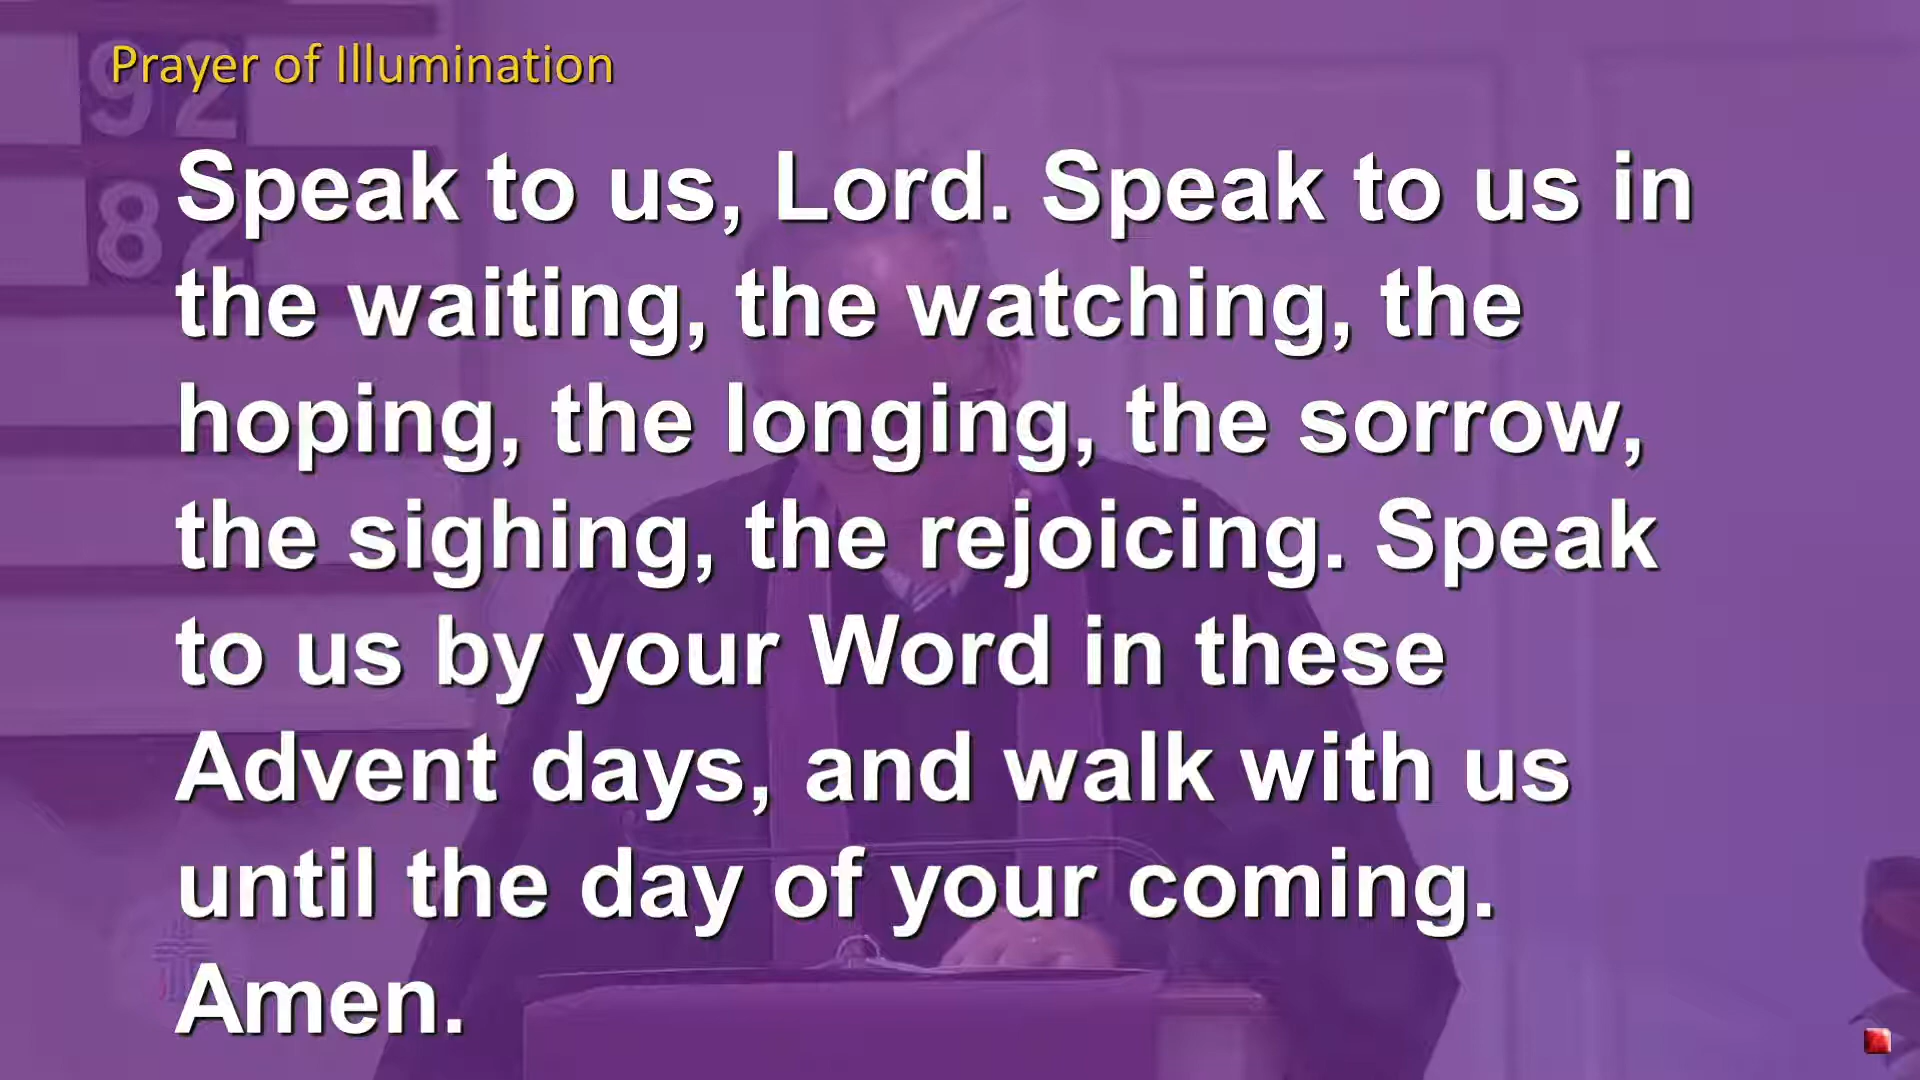 Prayer of Illumination
92
82
Speak to us, Lord. Speak to us in
the waiting, the watching, the
hoping, the longing, the sorrow,
the sighing, the rejoicing. Speak
to us by your Word in these
Advent days, and walk with us
until the day of your coming.
Amen.